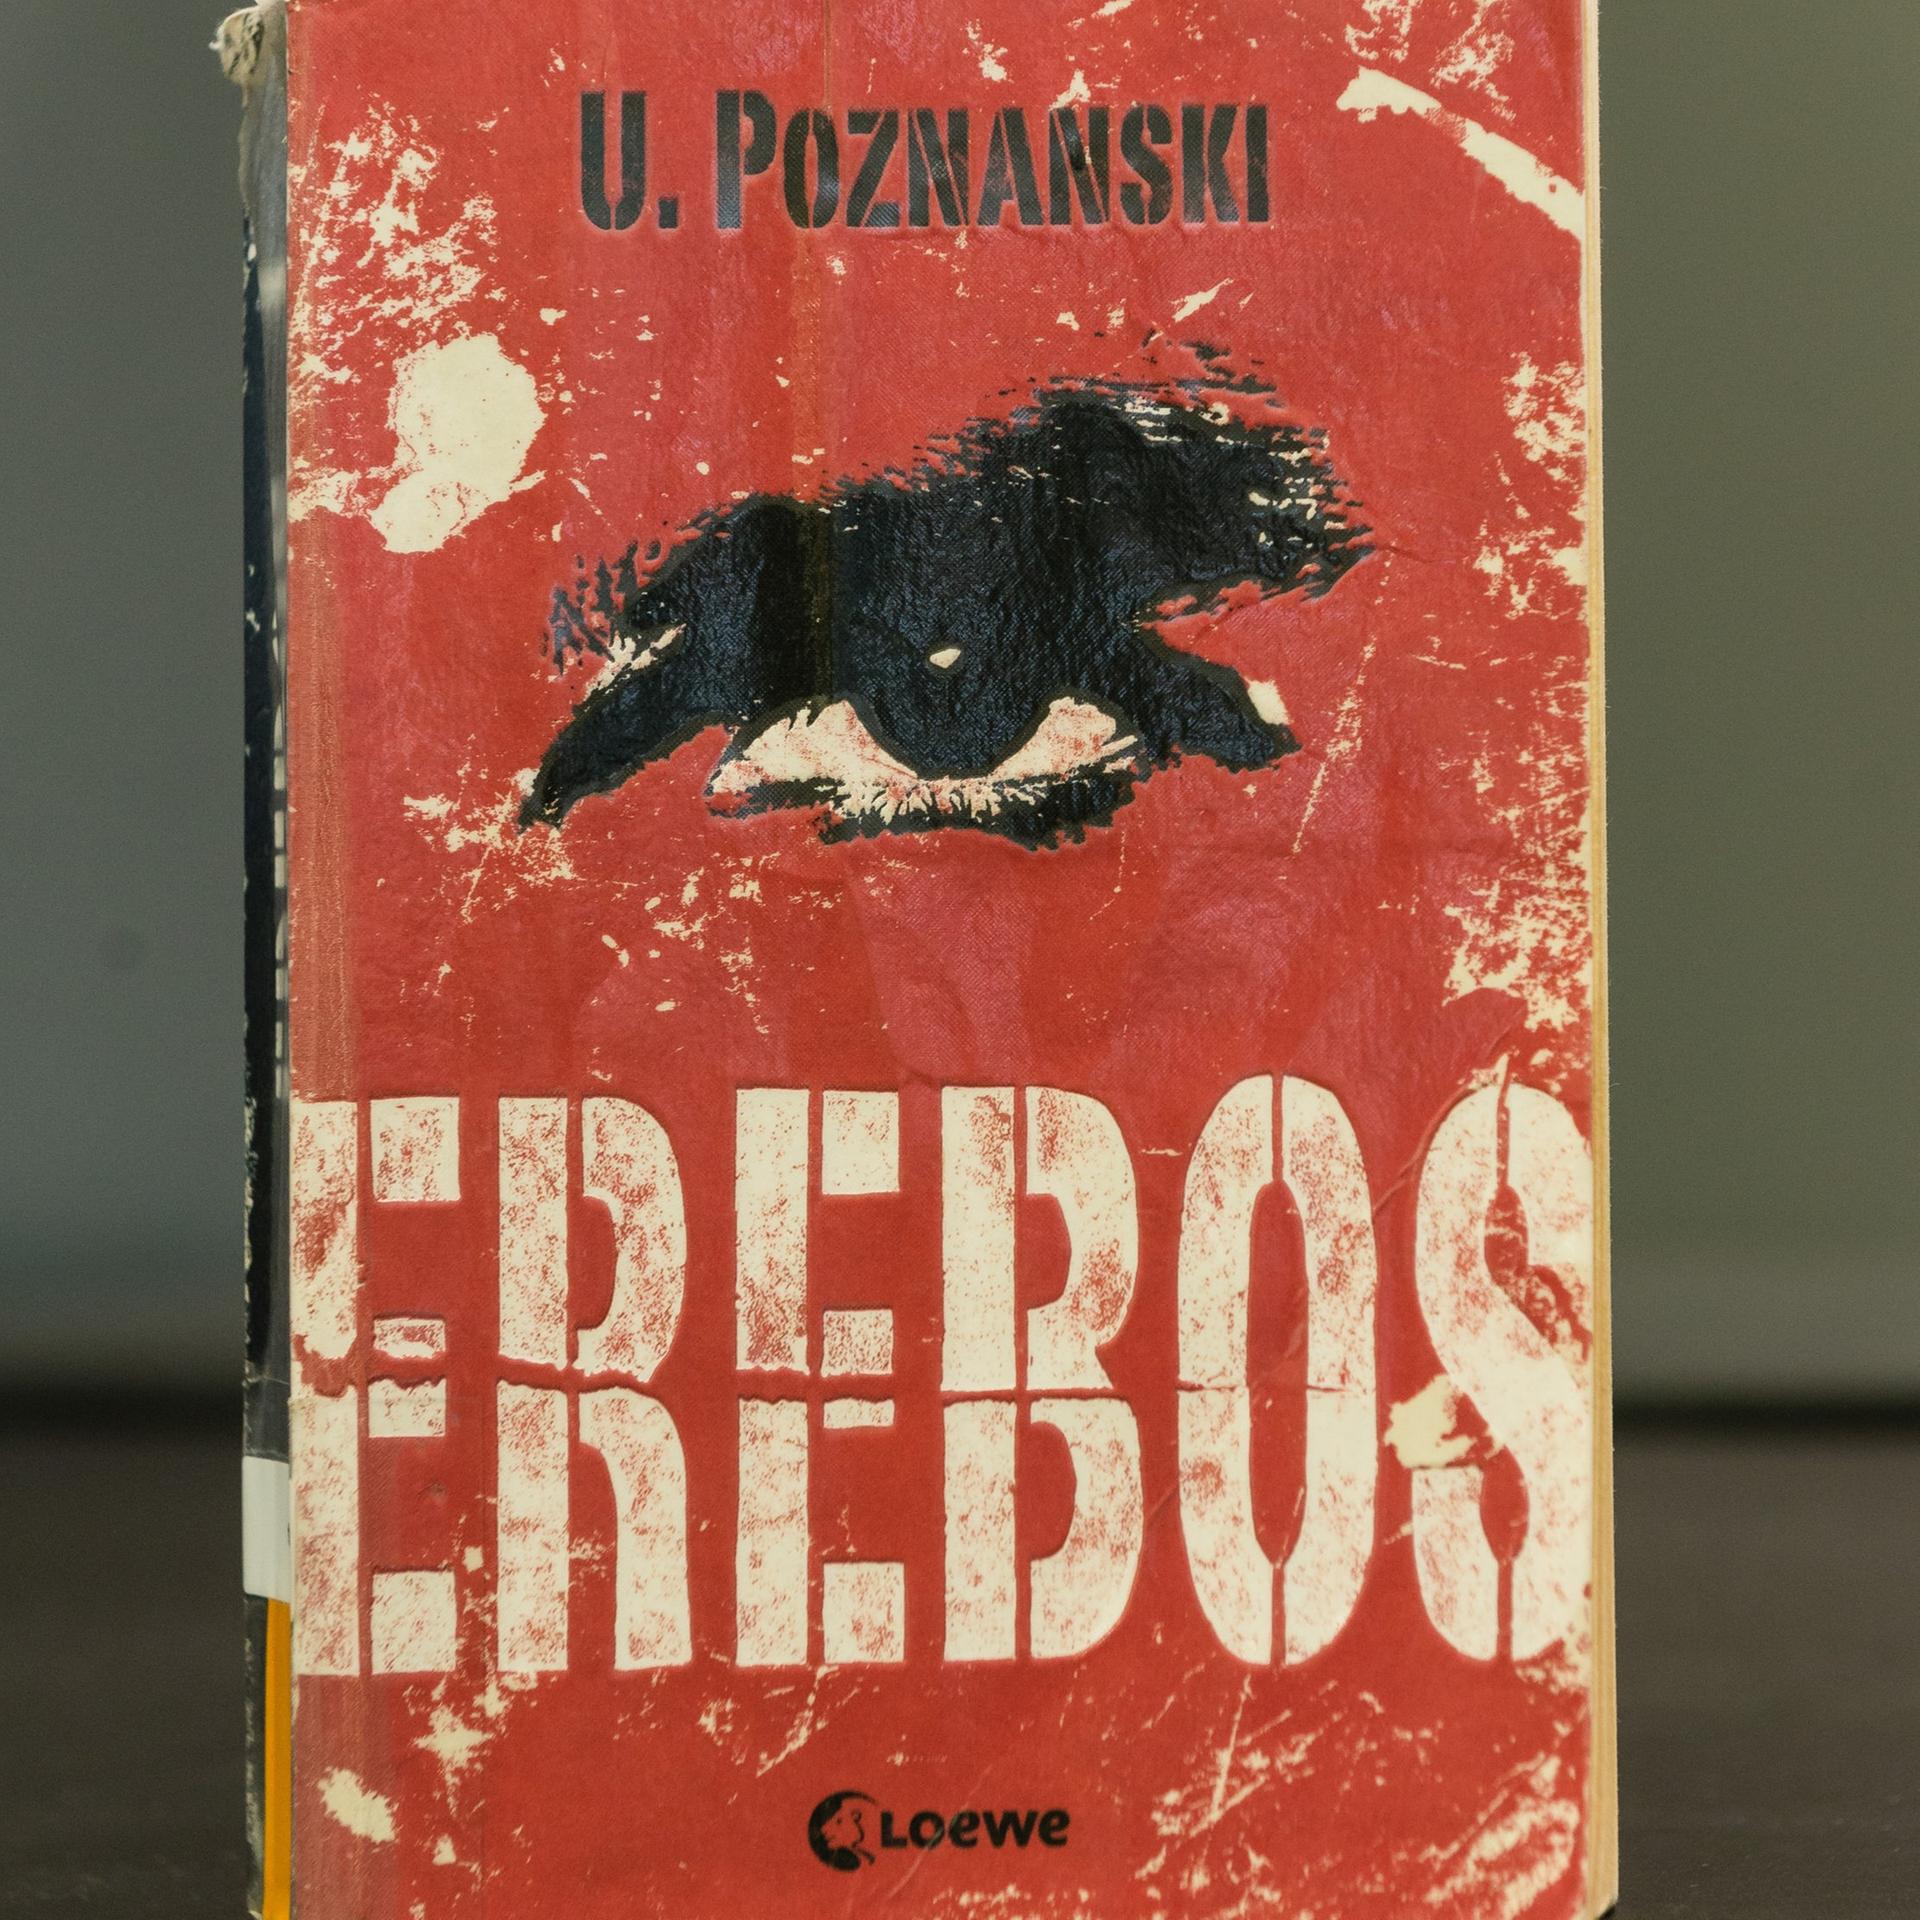 U. POZNANSKI
EREBOS
Loewe